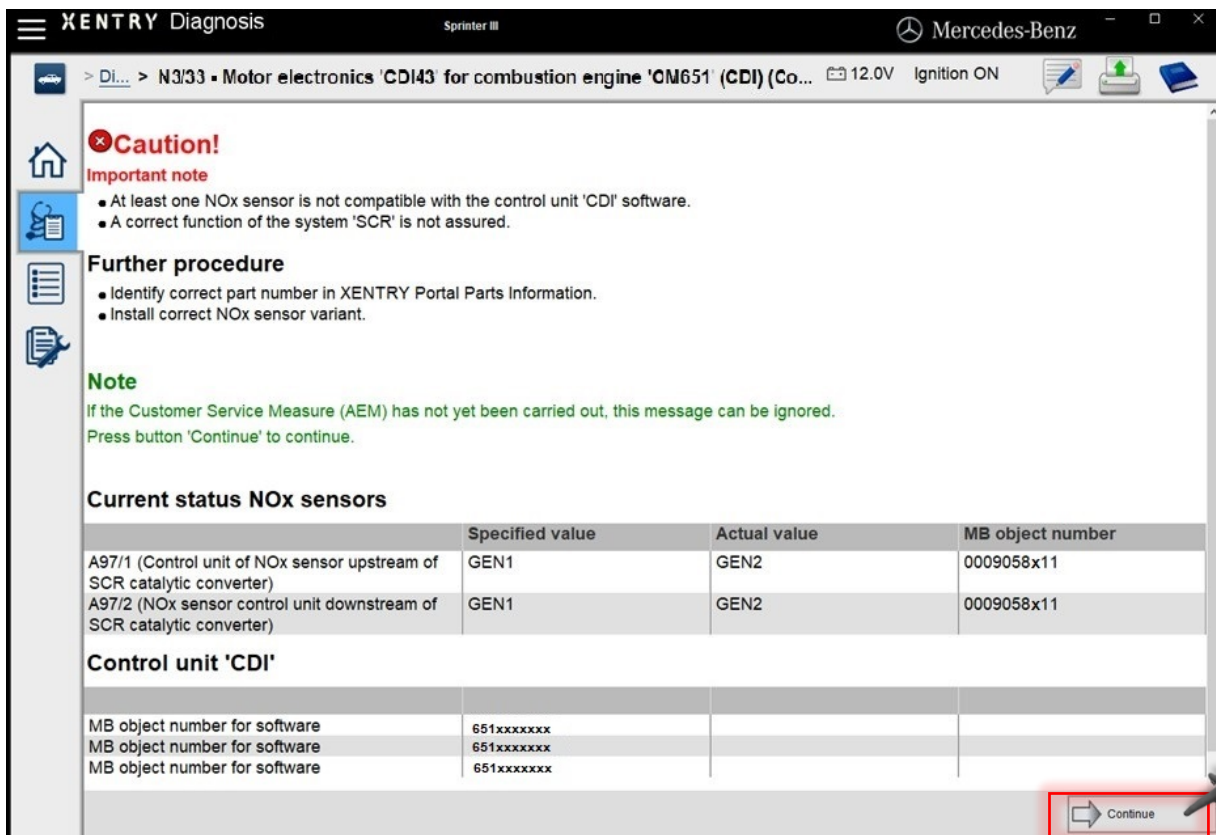 XENTRY Diagnosis
Sprinter III
Mercedes-Benz
> Di... > N3/33 - Motor electronics 'CDI43' for combustion engine 'OM651' (CDI) (Co...
12.0V
Ignition ON
Caution!
Important note
• At least one NOx sensor is not compatible with the control unit 'CDI' software.
• A correct function of the system 'SCR' is not assured.
Further procedure
• Identify correct part number in XENTRY Portal Parts Information.
• Install correct NOx sensor variant.
Note
If the Customer Service Measure (AEM) has not yet been carried out, this message can be ignored.
Press button 'Continue' to continue.
Current status NOx sensors
Specified value Actual value MB object number
A97/1 (Control unit of NOx sensor upstream of GEN1 GEN2 0009058x11
SCR catalytic converter)
A97/2 (NOx sensor control unit downstream of GEN1 GEN2 0009058x11
SCR catalytic converter)
Control unit 'CDI'
MB object number for software 651xxxxxxx
MB object number for software 651xxxxxxx
MB object number for software 651xxxxxxx
Continue